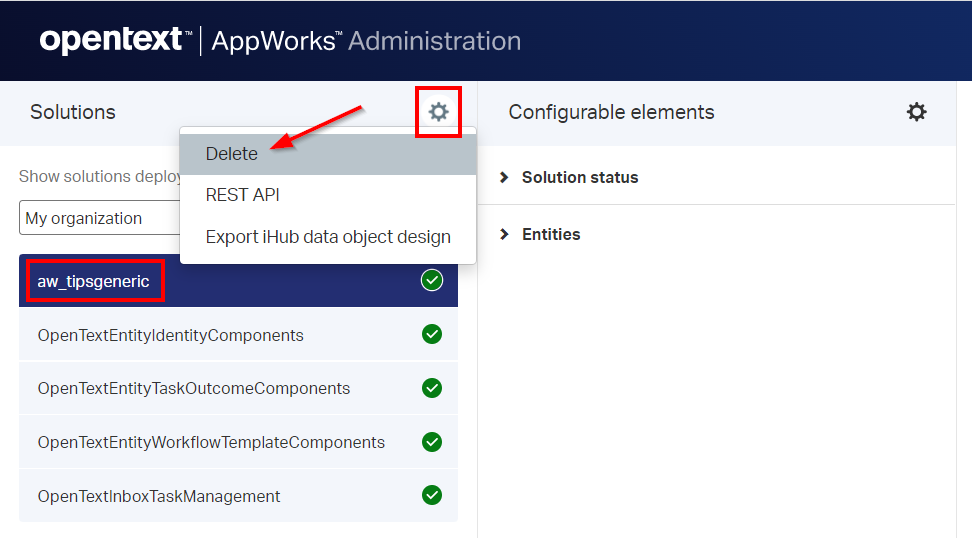 opentext™ | AppWorks™ Administration
Solutions
Configurable elements
Delete
Show solutions deploy
REST API
My organization
Export iHub data object design
Solution status
Entities
aw_tipsgeneric
OpenTextEntityIdentityComponents
OpenTextEntityTaskOutcomeComponents
OpenTextEntityWorkflowTemplateComponents
OpenTextInboxTaskManagement